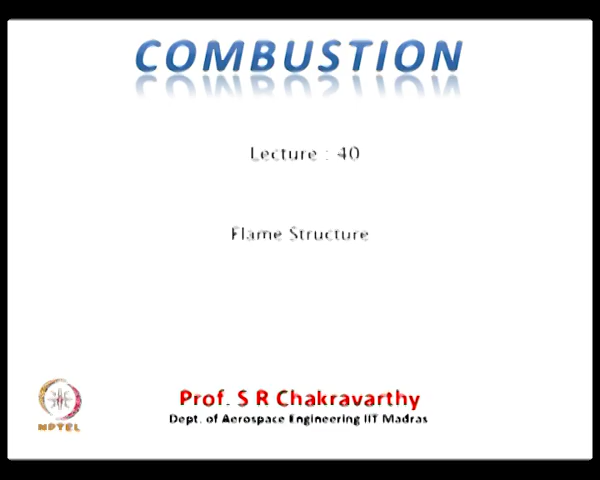 COMBUSTION
Lecture : 40
Flame Structure
Prof. S R Chakravarthy
Dept. of Aerospace Engineering IIT Madras
NPTEL